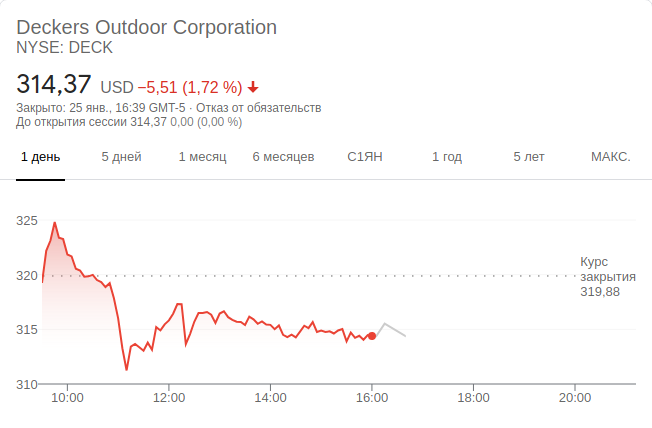 Deckers Outdoor Corporation
NYSE: DECK
314,37 USD −5,51 (1,72 %)
Закрыто: 25 янв., 16:39 GMT-5 · Отказ от обязательств
До открытия сессии 314,37 0,00 (0,00 %)
1 день 5 дней 1 месяц 6 месяцев С1ЯН 1 год 5 лет МАКС.
325
Курс
320 закрытия
319,88
315
310
10:00 12:00 14:00 16:00 18:00 20:00